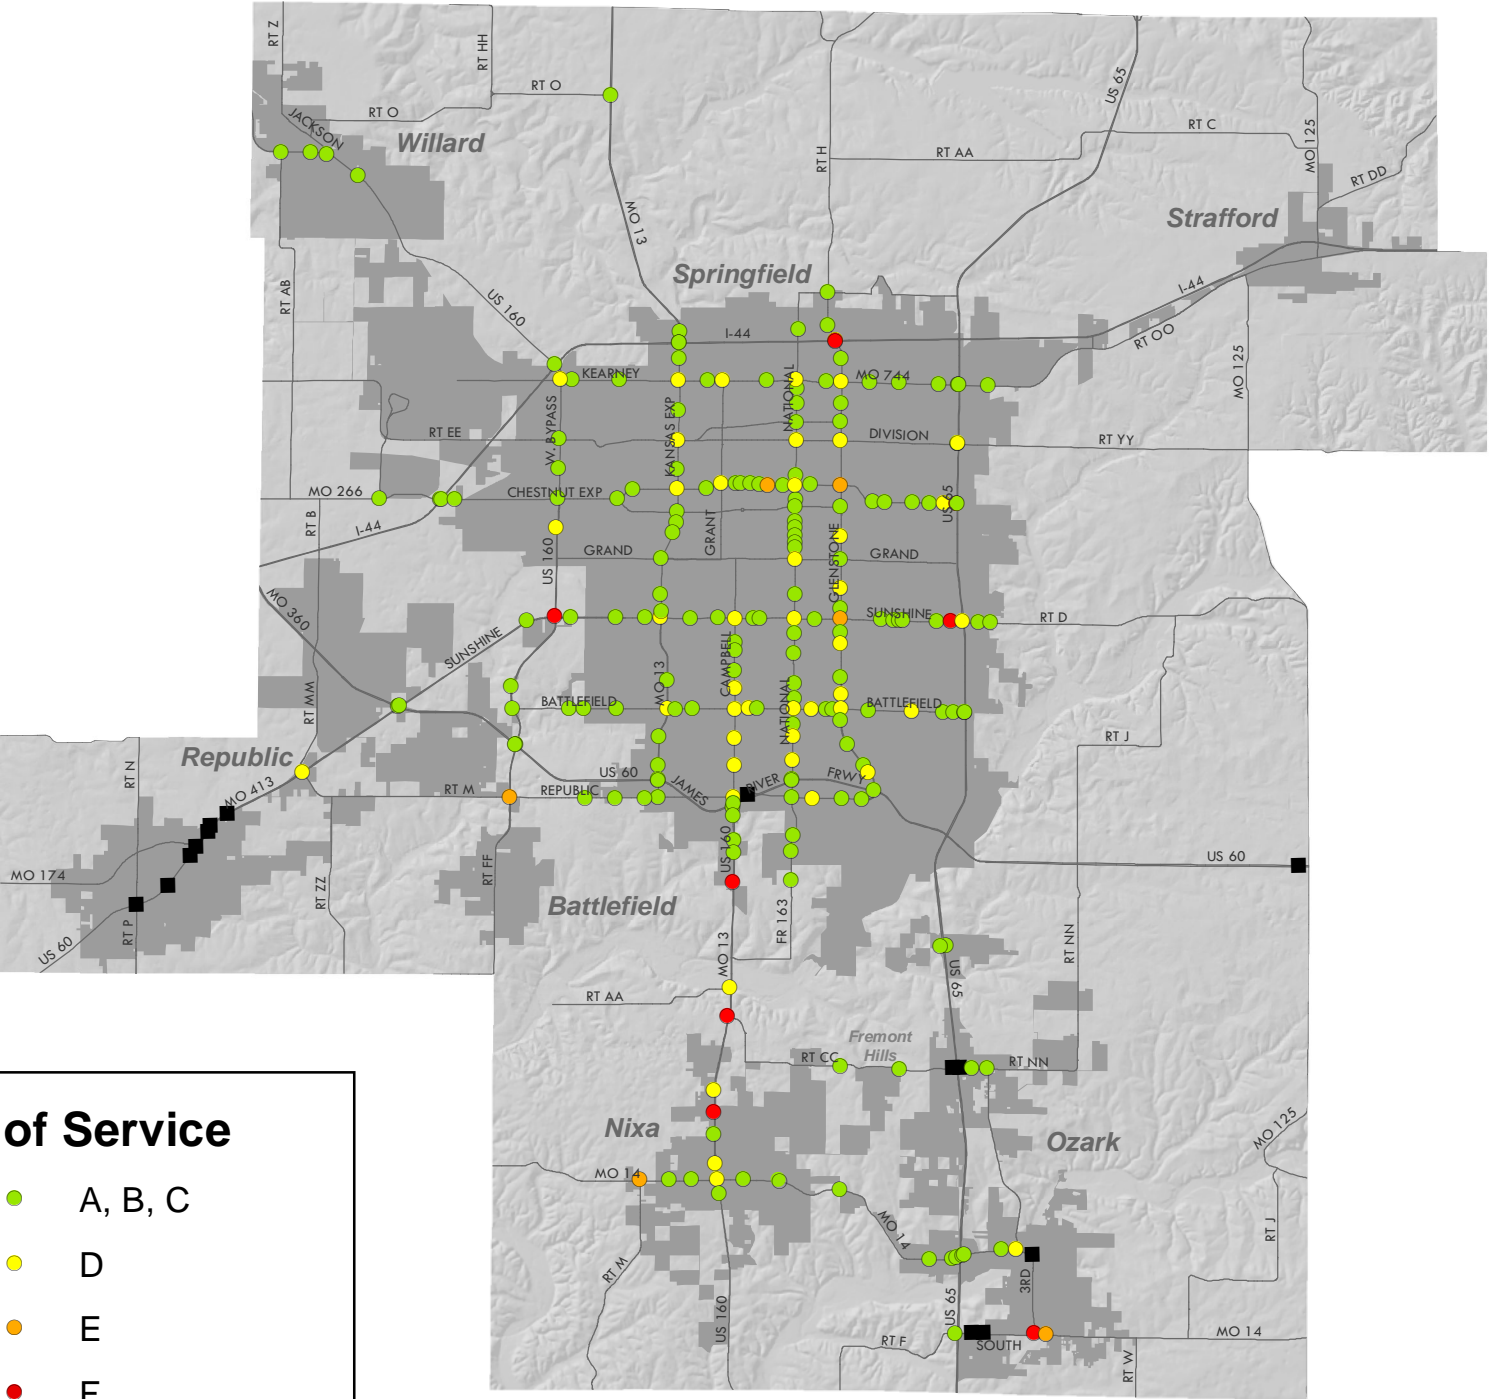 RT Z
RT HH
RT O
RT O
JACKSON
Willard
MO 13
RT H
US 65
RT C
RT AA
MO 125
RT DD
Strafford
Springfield
RT AB
US 160
I-44
I-44
RT OO
MO 125
KEARNEY
MO 744
NATIONAL
W. BYPASS
KANSAS EXP
RT EE
DIVISION
RT YY
MO 266
CHESTNUT EXP
US 65
RT B
I-44
GRANT
GLENSTONE
US 160
GRAND
GRAND
MO 360
SUNSHINE
RT D
SUNSHINE
CAMPBELL
MO 13
RT MM
BATTLEFIELD
BATTLEFIELD
NATIONAL
RT J
Republic
RT N
MO 413
US 60
JAMES
RIVER
FRWY
RT M
REPUBLIC
US 160
US 60
MO 174
RT ZZ
RT FF
Battlefield
FR 163
RT P
US 60
MO 13
RT NN
US 65
RT AA
Fremont
Hills
RT CC
RT NN
Nixa
Ozark
MO 125
MO 14
MO 14
RT J
RT M
3RD
US 160
US 65
RT F
SOUTH
MO 14
RT W
of Service
A, B, C
D
E
F